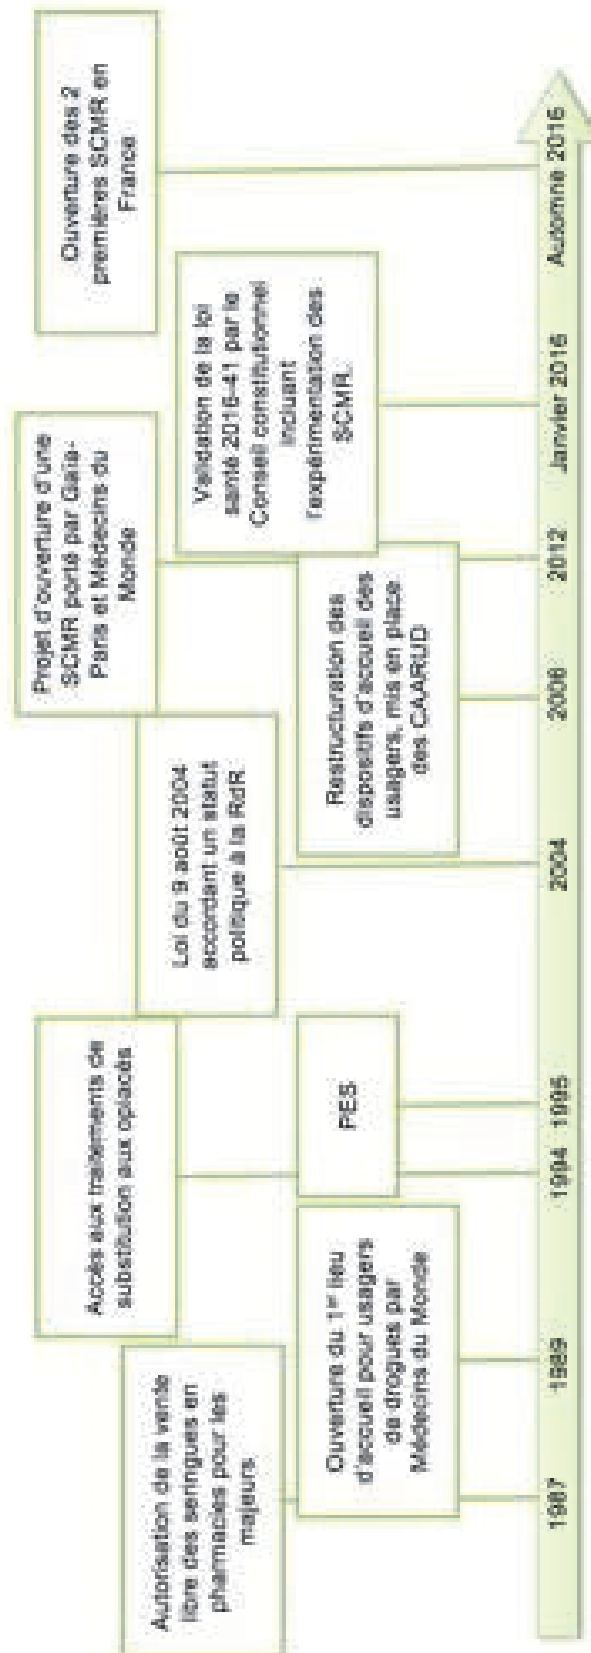 Autorisation de la vente
libre des seringues en
pharmacies pour les
majeurs
Ouverture du 1er lieu
d'accueil pour usagers
de drogues par
Médecins du Monde
Accès aux traitements de
substitution aux opiacés
PES
Loi du 9 août 2004
accordant un statut
politique à la RdR
Restructuration des
dispositifs d'accueil des
usagers, mis en place
des CAARUD
Projet d'ouverture d'une
SCMR porté par Gaïa-
Paris et Médecins du
Monde
Validation de la loi
santé 2016-41 par le
Conseil constitutionnel
incluant
l'expérimentation des
SCMR.
Ouverture des 2
premières SCMR en
France
1987
1989
1994
1995
2004
2006
2012
Janvier 2016
Automne 2016